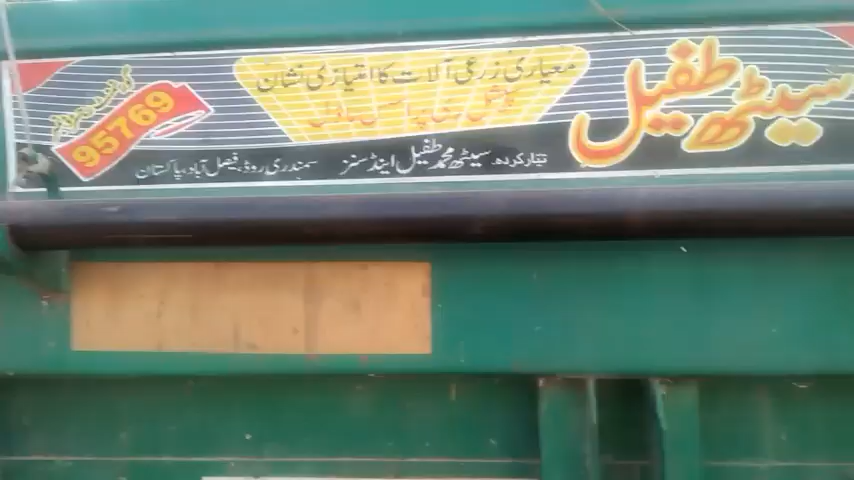 سیٹھ طفیل
معیاری زرعی آلات کا امتیازی نشان
95769
تیار کردہ سیٹھ محمد طفیل اینڈ سنز سمندری روڈ، فیصل آباد، پاکستان